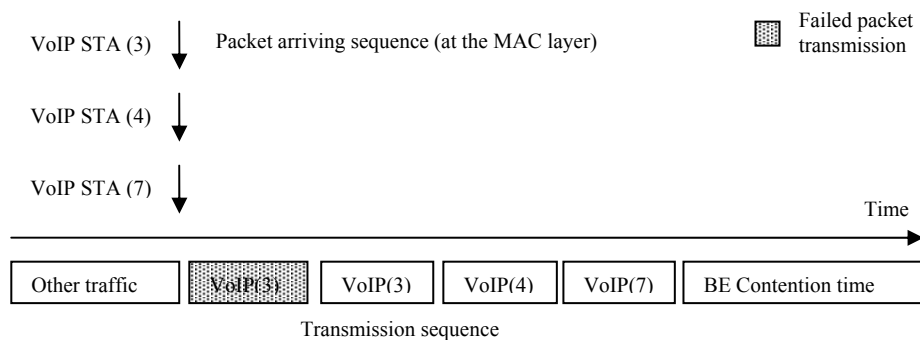 VoIP STA (3)
Packet arriving sequence (at the MAC layer)
Failed packet
transmission
VoIP STA (4)
VoIP STA (7)
Time
Other traffic
VoIP(3)
VoIP(3)
VoIP(4)
VoIP(7)
BE Contention time
Transmission sequence